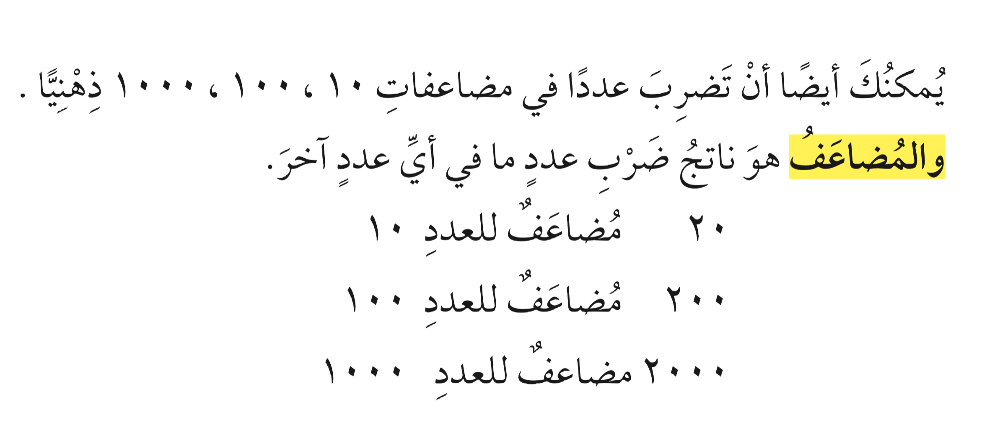 يُمكنُكَ أيضًا أنْ تَضرِبَ عددًا في مضاعفاتِ ١٠ ، ١٠٠ ، ١٠٠٠ ذِهْنِيًّا .
والمُضاعَفُ هوَ ناتجُ ضَرْبِ عددٍ ما في أيِّ عددٍ آخرَ.
٢٠ مُضاعَفٌ للعددِ ١٠
٢٠٠ مُضاعَفٌ للعددِ ١٠٠
٢٠٠٠ مضاعفٌ للعددِ ١٠٠٠